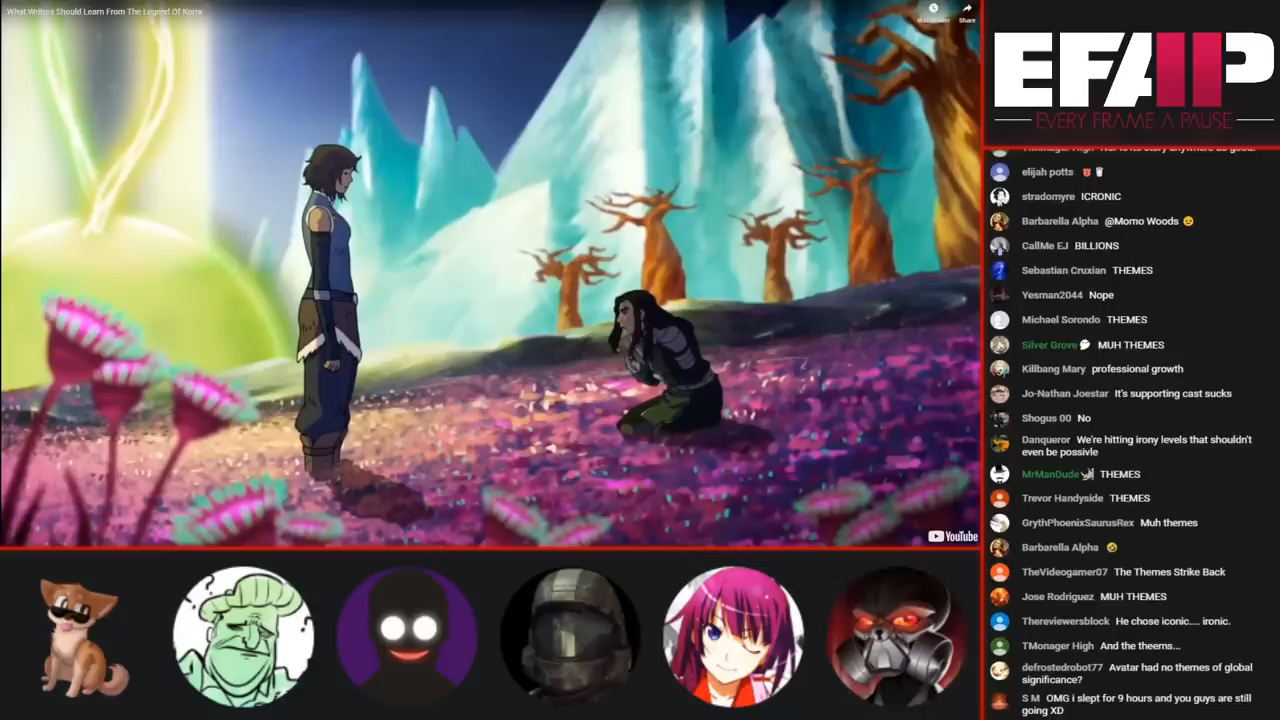 What Writers Should Learn From The Legend Of Korra
Share
YouTube
EFAP
EVERY FRAME A PAUSE
elijah potts
stradomyre ICRONIC
Barbarella Alpha @Momo Woods 😉
CallMe EJ BILLIONS
Sebastian Cruxian THEMES
Yesman2044 Nope
Michael Sorondo THEMES
Silver Grove MUH THEMES
Killbang Mary professional growth
Jo-Nathan Joestar It's supporting cast sucks
Shogus 00 No
Danqueror We're hitting irony levels that shouldn't
even be possivle
MrManDude THEMES
Trevor Handyside THEMES
GrythPhoenixSaurusRex Muh themes
Barbarella Alpha 🤣
TheVideogamer07 The Themes Strike Back
Jose Rodriguez MUH THEMES
Thereviewersblock He chose iconic.... ironic.
TMonager High And the theems...
defrostedrobot77 Avatar had no themes of global
significance?
S M OMG i slept for 9 hours and you guys are still
going XD